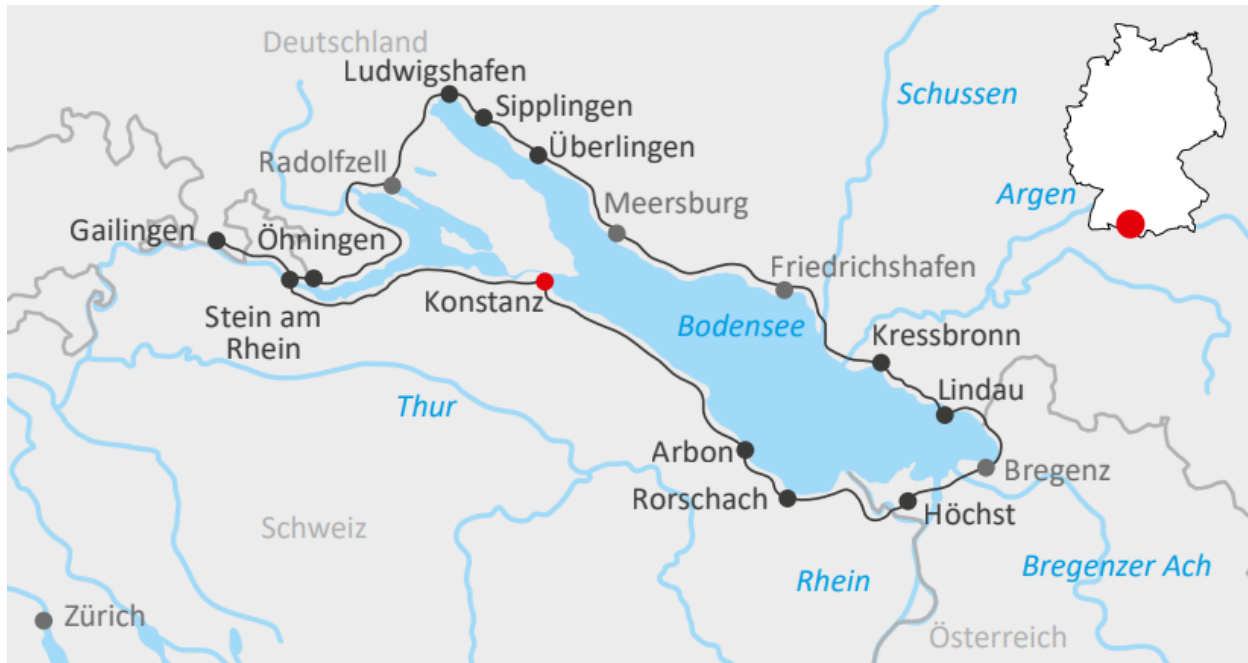 Deutschland
Ludwigshafen
Sipplingen
Schussen
Überlingen
Radolfzell
Argen
Meersburg
Gailingen
Öhningen
Friedrichshafen
Konstanz
Stein am
Rhein
Bodensee
Kressbronn
Lindau
Thur
Arbon
Bregenz
Rorschach
Höchst
Schweiz
Rhein
Bregenzer Ach
Zürich
Österreich